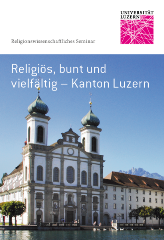 UNIVERSITÄT
LUZERN
Religionswissenschaftliches Seminar
Religiös, bunt und
vielfältig – Kanton Luzern